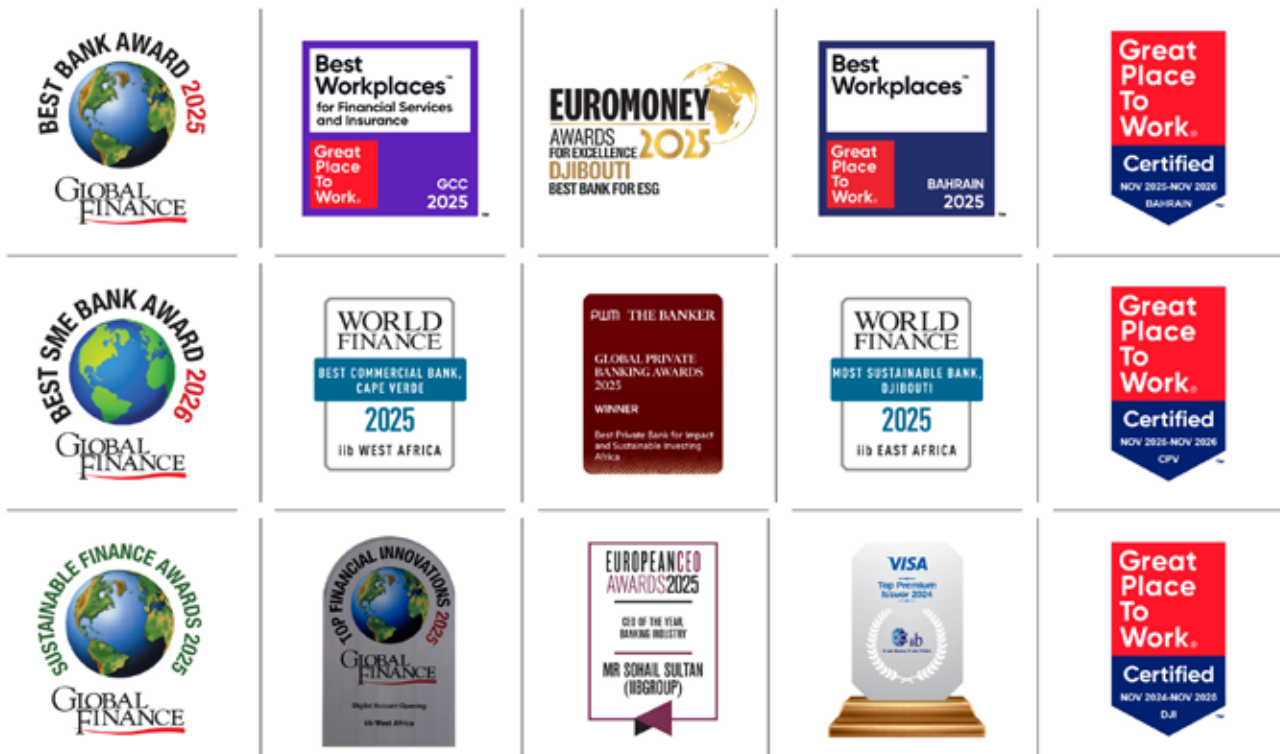 BEST BANK AWARD 2025
GLOBAL
FINANCE
Best
Workplaces™
for Financial Services
and Insurance
Great
Place
To
Work®
GCC
2025
™
EUROMONEY
AWARDS
FOR EXCELLENCE 2025
DJIBOUTI
BEST BANK FOR ESG
Best
Workplaces™
Great
Place
To
Work®
BAHRAIN
2025
™
Great
Place
To
Work®
Certified
NOV 2025-NOV 2026
BAHRAIN
™
BEST SME BANK AWARD 2026
GLOBAL
FINANCE
WORLD
FINANCE
BEST COMMERCIAL BANK,
CAPE VERDE
2025
iib WEST AFRICA
PWM THE BANKER
GLOBAL PRIVATE
BANKING AWARDS
2025
WINNER
Best Private Bank for Impact
and Sustainable Investing
Africa
WORLD
FINANCE
MOST SUSTAINABLE BANK,
DJIBOUTI
2025
iib EAST AFRICA
Great
Place
To
Work®
Certified
NOV 2025-NOV 2026
CPV
™
SUSTAINABLE FINANCE AWARDS 2025
GLOBAL
FINANCE
TOP FINANCIAL INNOVATIONS 2025
GLOBAL
FINANCE
Digital Account Opening
iib West Africa
EUROPEANCEO
AWARDS2025
CEO OF THE YEAR,
BANKING INDUSTRY
MR SOHAIL SULTAN
(IIBGROUP)
VISA
Top Premium
Issuer 2024
iib
Great
Place
To
Work®
Certified
NOV 2024-NOV 2025
DJI
™